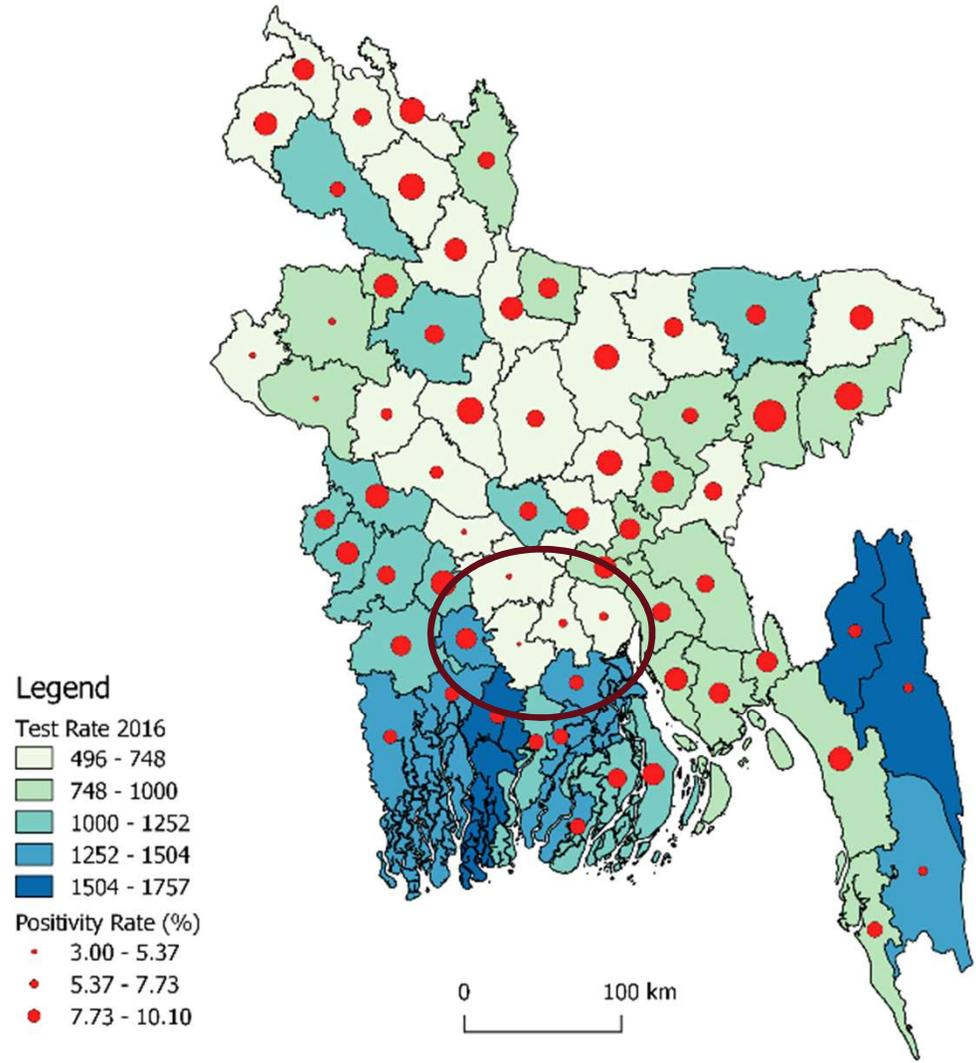 Legend
Test Rate 2016
496 - 748
748 - 1000
1000 - 1252
1252 - 1504
1504 - 1757
Positivity Rate (%)
3.00 - 5.37
5.37 - 7.73
7.73 - 10.10
0 100 km